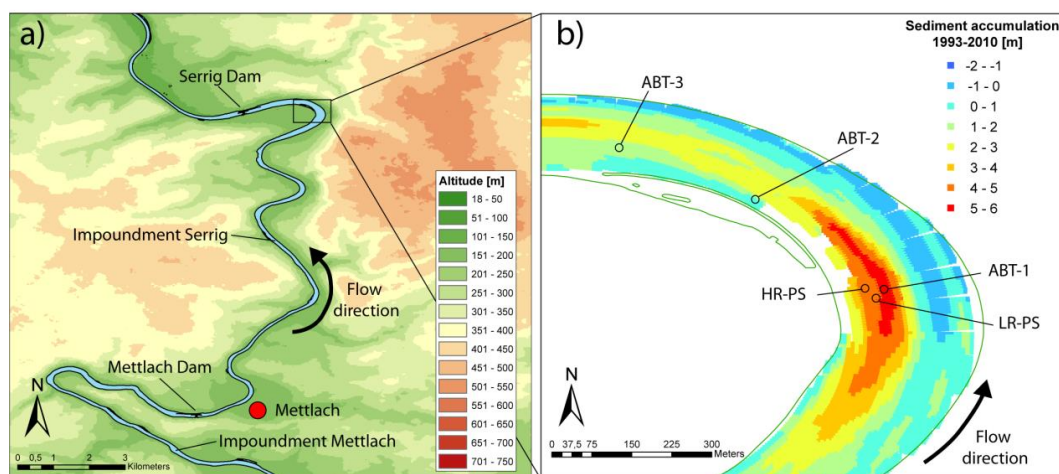 a)
Serrig Dam
Impoundment Serrig
Flow
direction
Mettlach Dam
Mettlach
Impoundment Mettlach
N
0 0,5 1 2 3
Kilometers
Altitude [m]
18 - 50
51 - 100
101 - 150
151 - 200
201 - 250
251 - 300
301 - 350
351 - 400
401 - 450
451 - 500
501 - 550
551 - 600
601 - 650
651 - 700
701 - 750
b)
Sediment accumulation
1993-2010 [m]
-2 - -1
-1 - 0
0 - 1
1 - 2
2 - 3
3 - 4
4 - 5
5 - 6
ABT-3
ABT-2
ABT-1
HR-PS
LR-PS
N
0 37,5 75 150 225 300
Meters
Flow
direction